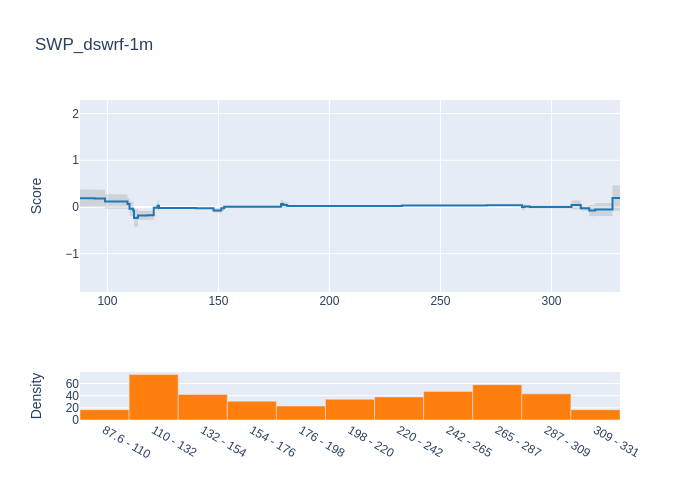 SWP_dswrf-1m
Score
2
1
0
−1
100 150 200 250 300
Density
60
40
20
0
87.6 - 110
110 - 132
132 - 154
154 - 176
176 - 198
198 - 220
220 - 242
242 - 265
265 - 287
287 - 309
309 - 331